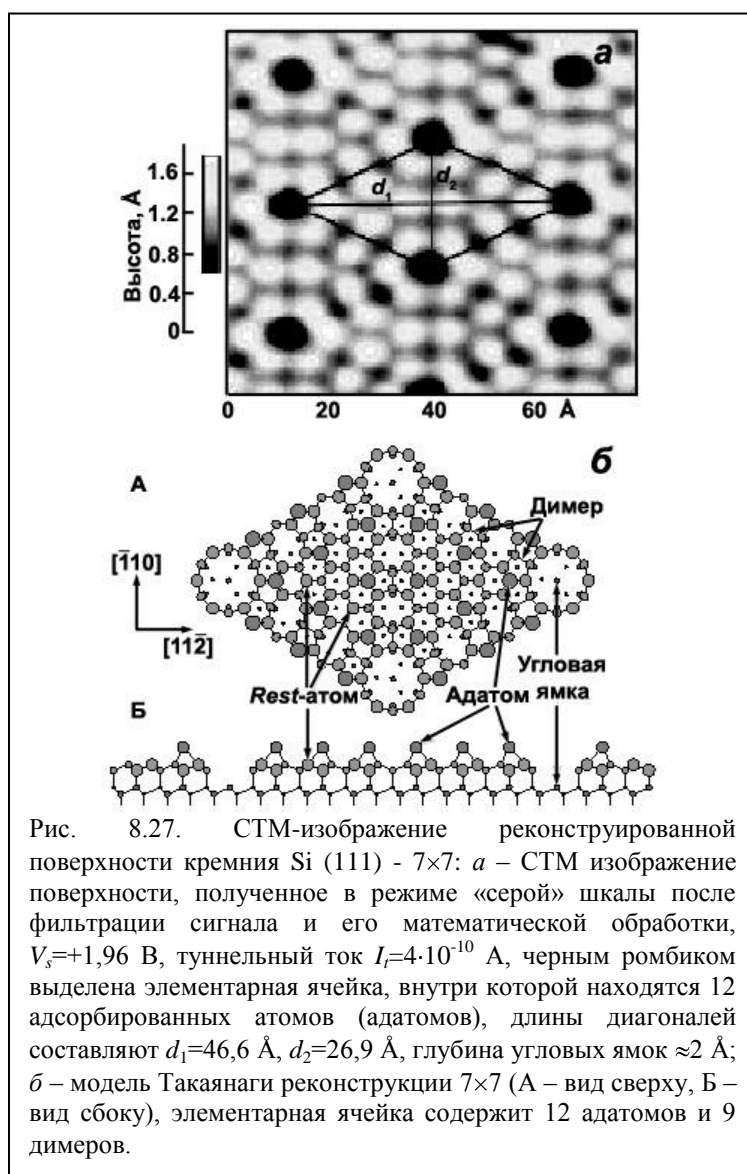 а
Высота, Å
1.6
1.2
0.8
0.4
0
d₁
d₂
0 20 40 60 Å
б
А
Димер
[1̄10]
[112̄]
Угловая
ямка
Rest-атом
Адатом
Б
Рис. 8.27. СТМ-изображение реконструированной
поверхности кремния Si (111) - 7×7: а – СТМ изображение
поверхности, полученное в режиме «серой» шкалы после
фильтрации сигнала и его математической обработки,
Vₛ=+1,96 В, туннельный ток Iₜ=4·10⁻¹⁰ А, черным ромбиком
выделена элементарная ячейка, внутри которой находятся 12
адсорбированных атомов (адатомов), длины диагоналей
составляют d₁=46,6 Å, d₂=26,9 Å, глубина угловых ямок ≈2 Å;
б – модель Такаянаги реконструкции 7×7 (А – вид сверху, Б –
вид сбоку), элементарная ячейка содержит 12 адатомов и 9
димеров.